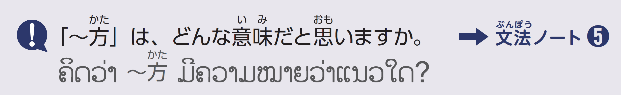 「～方」は、どんな意味だと思いますか。 ➡ 文法ノート❺
ຄິດວ່າ ～方 ມີຄວາມໝາຍວ່າແນວໃດ?